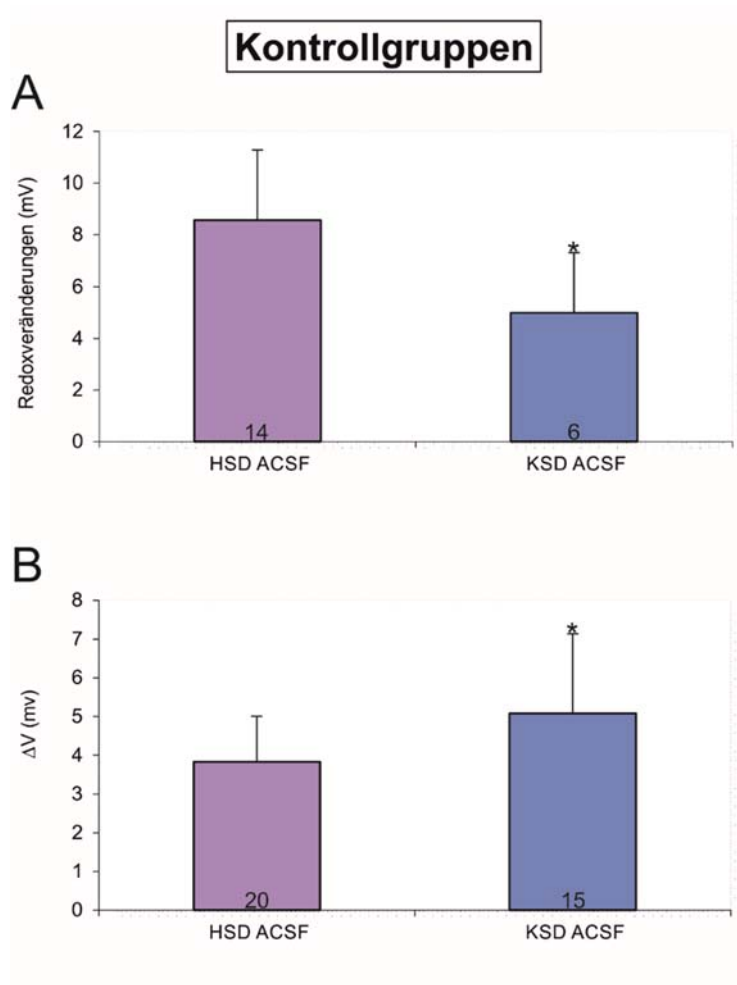 Kontrollgruppen
A
Redoxveränderungen (mV)
12
10
8
6
4
2
0
*
14
6
HSD ACSF
KSD ACSF
B
ΔV (mv)
8
7
6
5
4
3
2
1
0
*
20
15
HSD ACSF
KSD ACSF